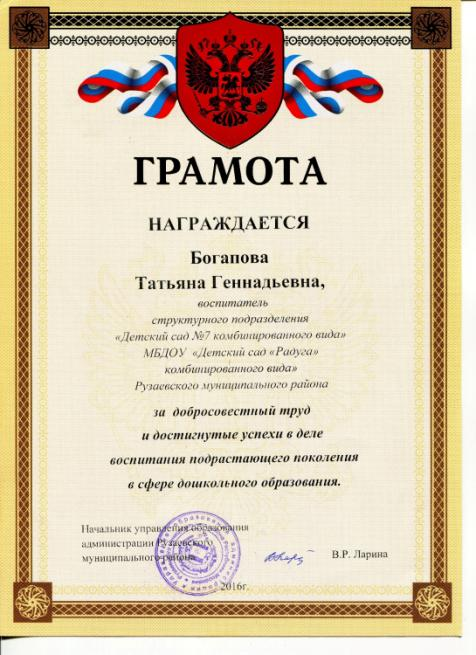 ГРАМОТА
НАГРАЖДАЕТСЯ
Богапова
Татьяна Геннадьевна,
воспитатель
структурного подразделения
«Детский сад №7 комбинированного вида»
МБДОУ «Детский сад «Радуга»
комбинированного вида»
Рузаевского муниципального района
за добросовестный труд
и достигнутые успехи в деле
воспитания подрастающего поколения
в сфере дошкольного образования.
Начальник управления образования
администрации Рузаевского
муниципального района
В.Р. Ларина
2016г.